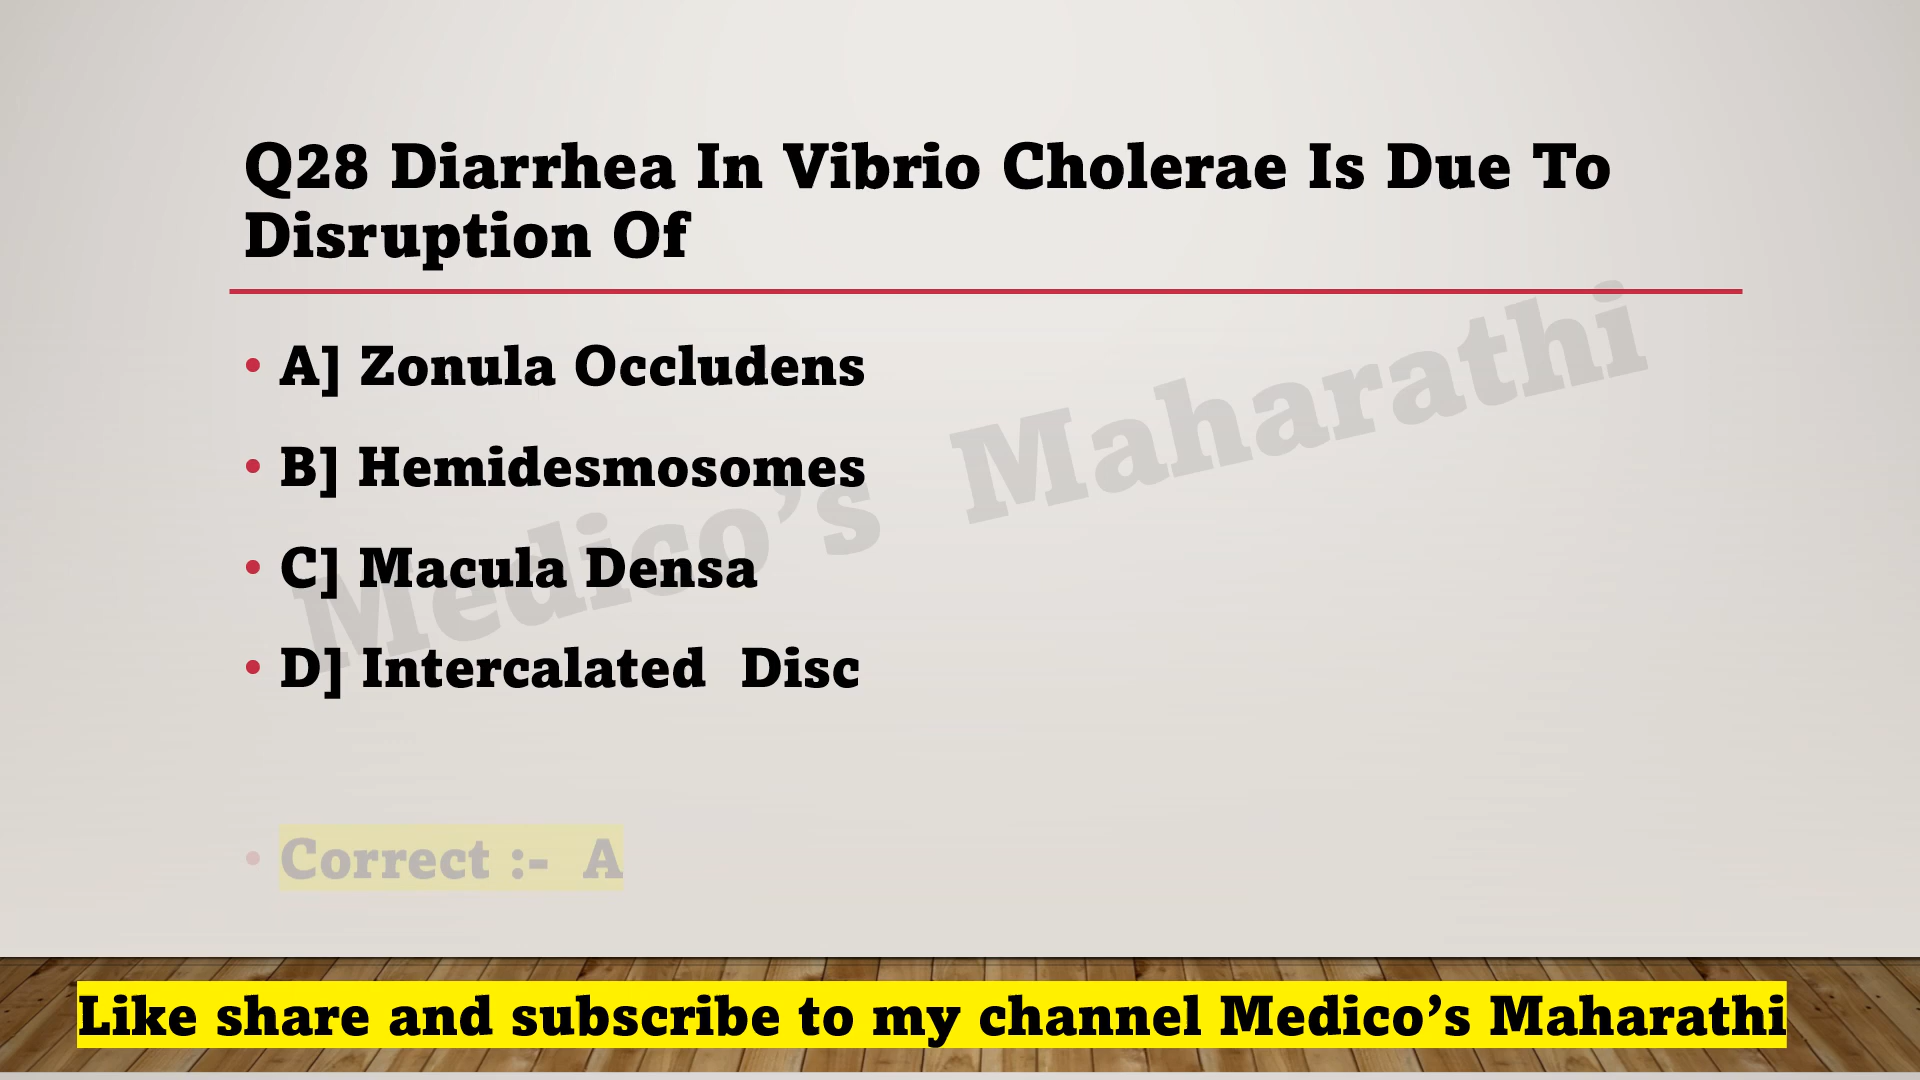 Q28 Diarrhea In Vibrio Cholerae Is Due To
Disruption Of
• A] Zonula Occludens
• B] Hemidesmosomes
• C] Macula Densa
• D] Intercalated Disc
Medico’s Maharathi
• Correct :- A
Like share and subscribe to my channel Medico’s Maharathi